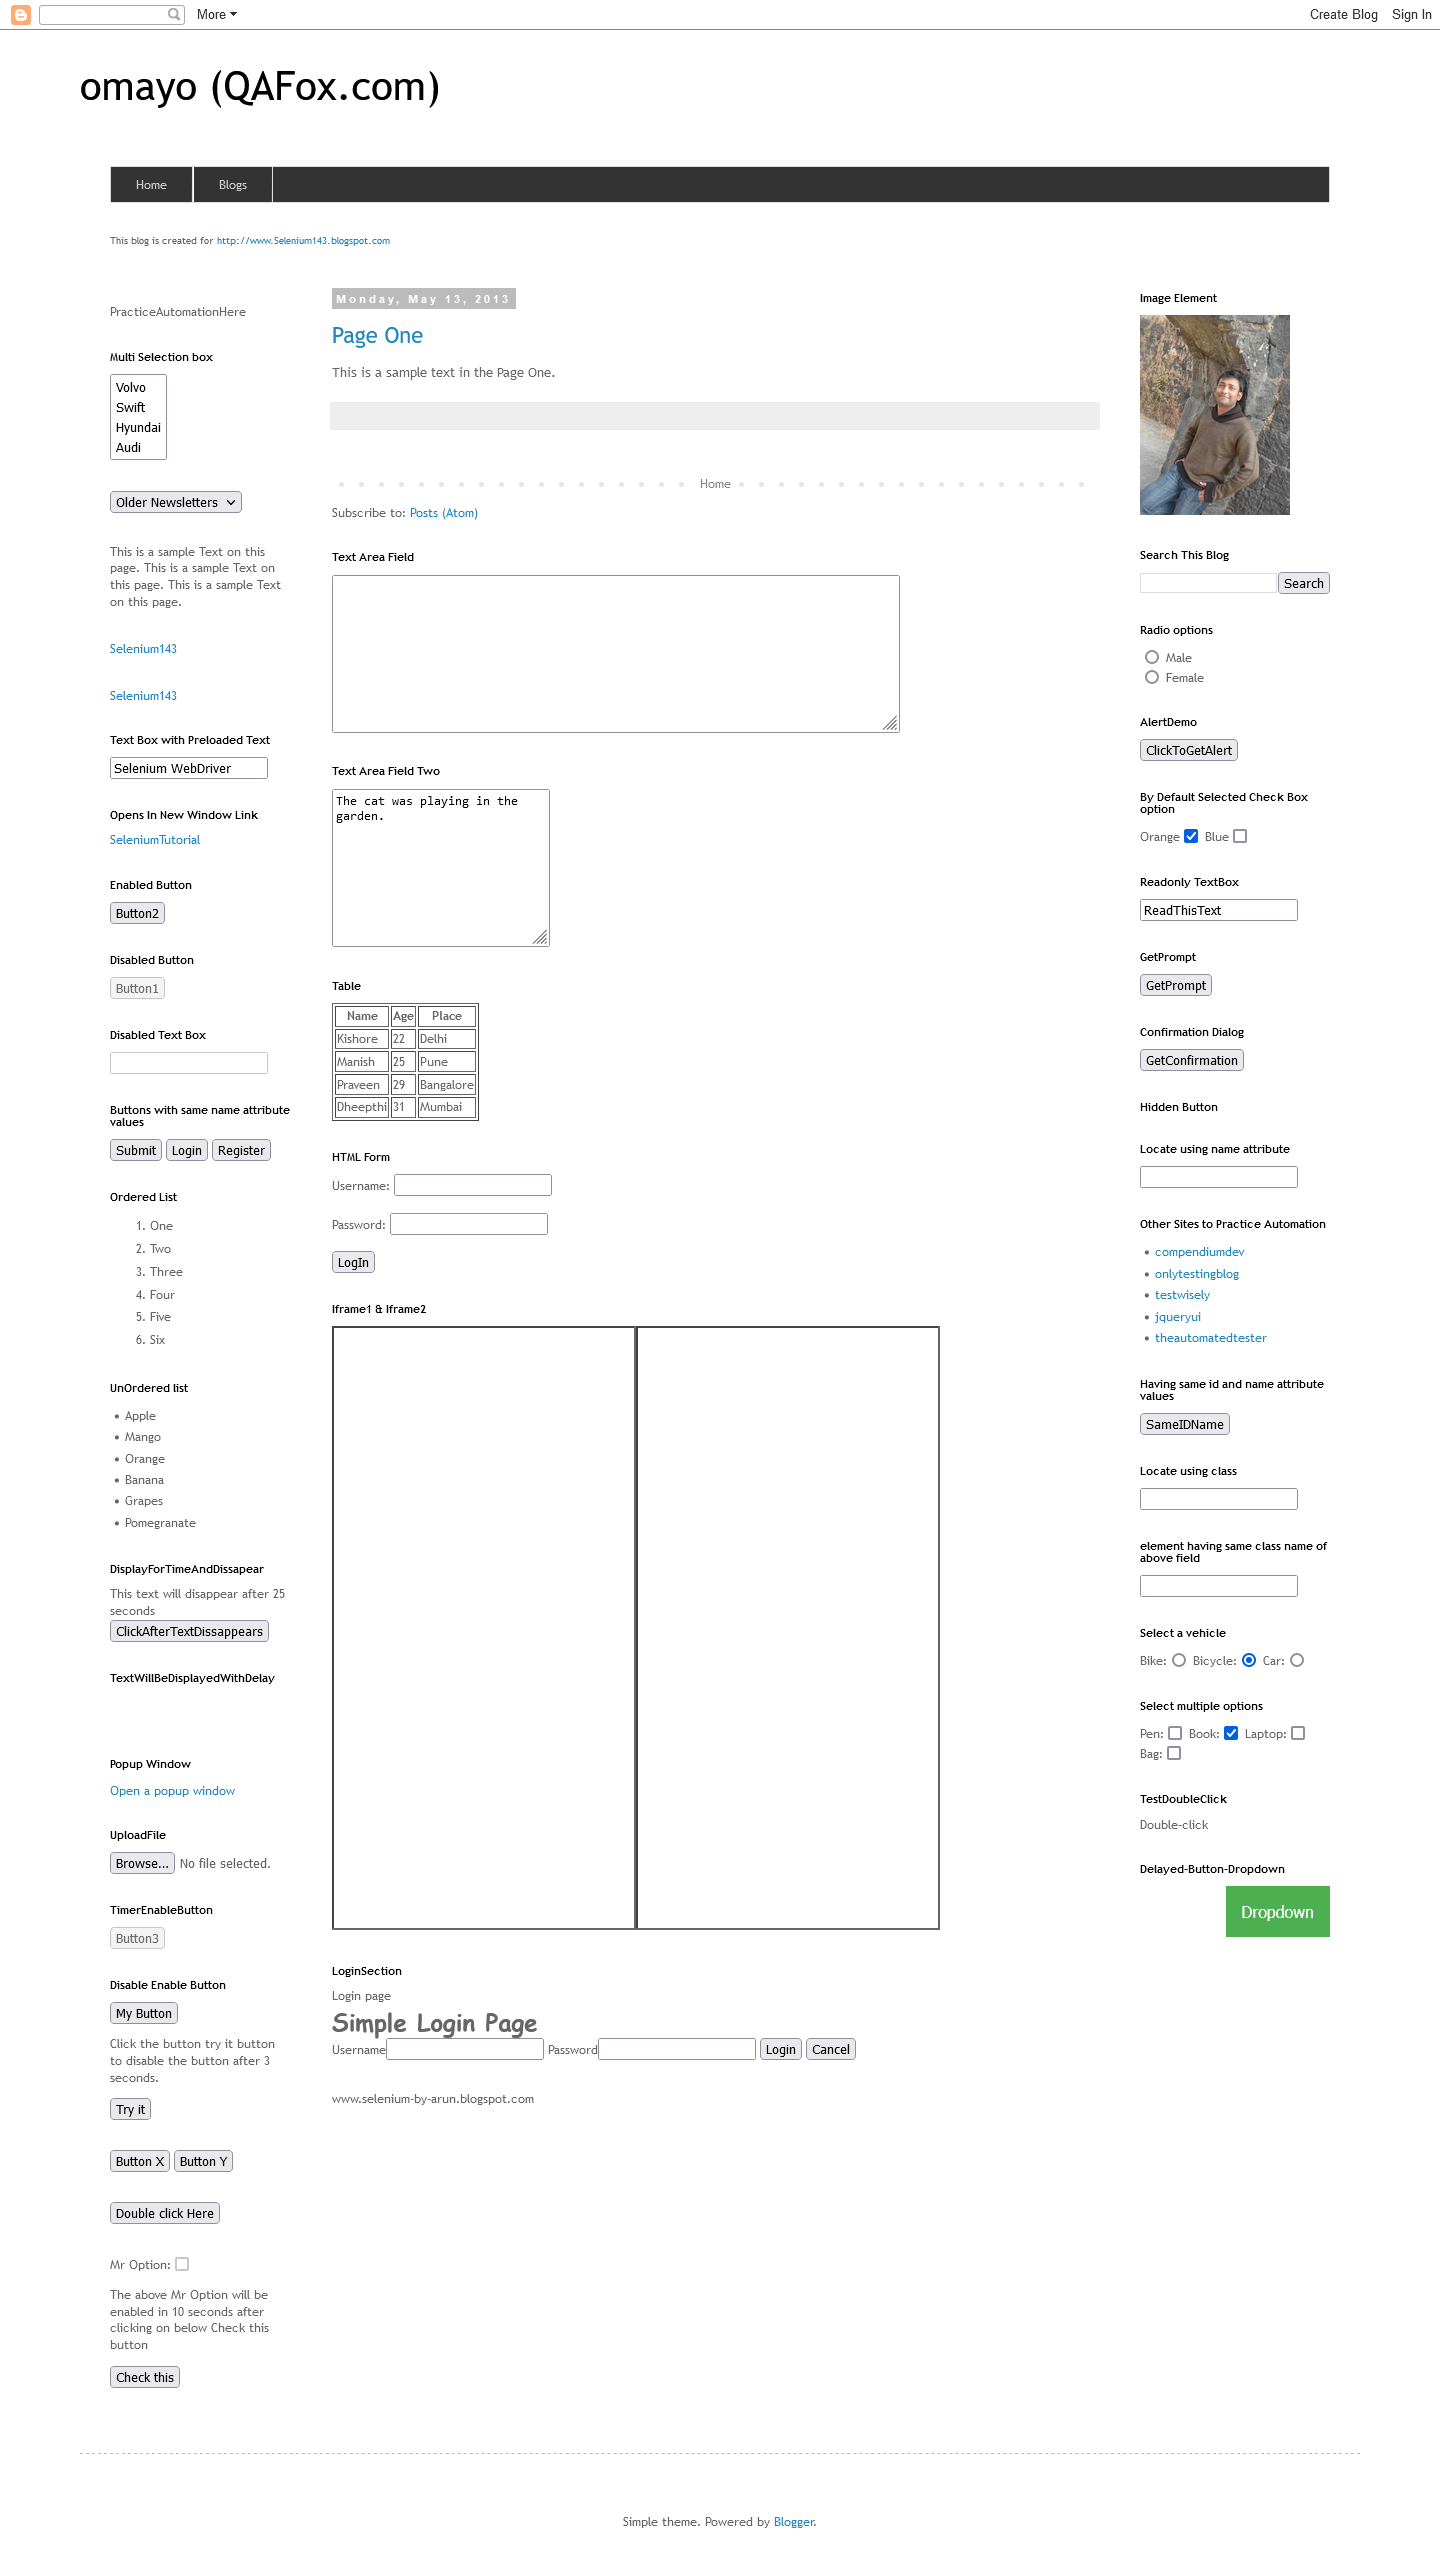 More
Create Blog Sign In
omayo (QAFox.com)
Home Blogs
This blog is created for http://www.Selenium143.blogspot.com
PracticeAutomationHere
Multi Selection box
Volvo
Swift
Hyundai
Audi
Older Newsletters
This is a sample Text on this
page. This is a sample Text on
this page. This is a sample Text
on this page.
Selenium143
Selenium143
Text Box with Preloaded Text
Selenium WebDriver
Opens In New Window Link
SeleniumTutorial
Enabled Button
Button2
Disabled Button
Button1
Disabled Text Box
Buttons with same name attribute
values
Submit Login Register
Ordered List
1. One
2. Two
3. Three
4. Four
5. Five
6. Six
UnOrdered list
• Apple
• Mango
• Orange
• Banana
• Grapes
• Pomegranate
DisplayForTimeAndDissapear
This text will disappear after 25
seconds
ClickAfterTextDissappears
TextWillBeDisplayedWithDelay
Popup Window
Open a popup window
UploadFile
Browse... No file selected.
TimerEnableButton
Button3
Disable Enable Button
My Button
Click the button try it button
to disable the button after 3
seconds.
Try it
Button X Button Y
Double click Here
Mr Option:
The above Mr Option will be
enabled in 10 seconds after
clicking on below Check this
button
Check this
Monday, May 13, 2013
Page One
This is a sample text in the Page One.
Home
Subscribe to: Posts (Atom)
Text Area Field
Text Area Field Two
The cat was playing in the
garden.
Table
Name Age Place
Kishore 22 Delhi
Manish 25 Pune
Praveen 29 Bangalore
Dheepthi 31 Mumbai
HTML Form
Username:
Password:
LogIn
Iframe1 & Iframe2
LoginSection
Login page
Simple Login Page
Username Password Login Cancel
www.selenium-by-arun.blogspot.com
Image Element
Search This Blog
Search
Radio options
Male
Female
AlertDemo
ClickToGetAlert
By Default Selected Check Box
option
Orange Blue
Readonly TextBox
ReadThisText
GetPrompt
GetPrompt
Confirmation Dialog
GetConfirmation
Hidden Button
Locate using name attribute
Other Sites to Practice Automation
• compendiumdev
• onlytestingblog
• testwisely
• jqueryui
• theautomatedtester
Having same id and name attribute
values
SameIDName
Locate using class
element having same class name of
above field
Select a vehicle
Bike: Bicycle: Car:
Select multiple options
Pen: Book: Laptop:
Bag:
TestDoubleClick
Double-click
Delayed-Button-Dropdown
Dropdown
Simple theme. Powered by Blogger.